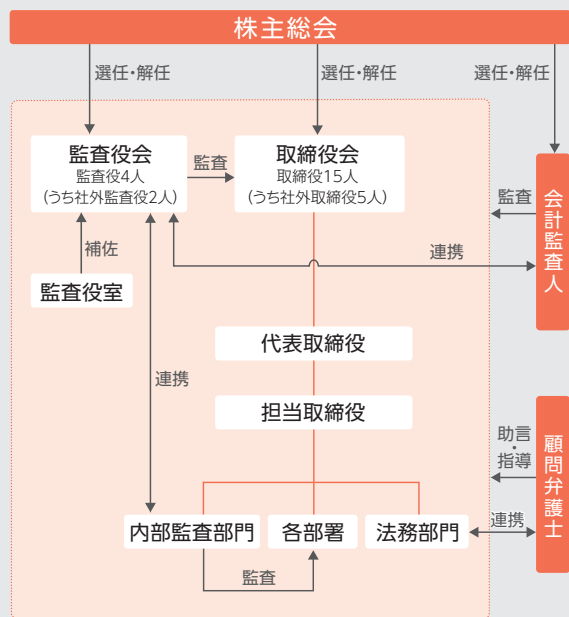 株主総会
選任・解任
選任・解任
選任・解任
監査役会
監査役4人
(うち社外監査役2人)
監査
取締役会
取締役15人
(うち社外取締役5人)
監査
会計監査人
補佐
連携
監査役室
代表取締役
連携
担当取締役
助言
・
指導
顧問弁護士
内部監査部門
各部署
法務部門
連携
監査